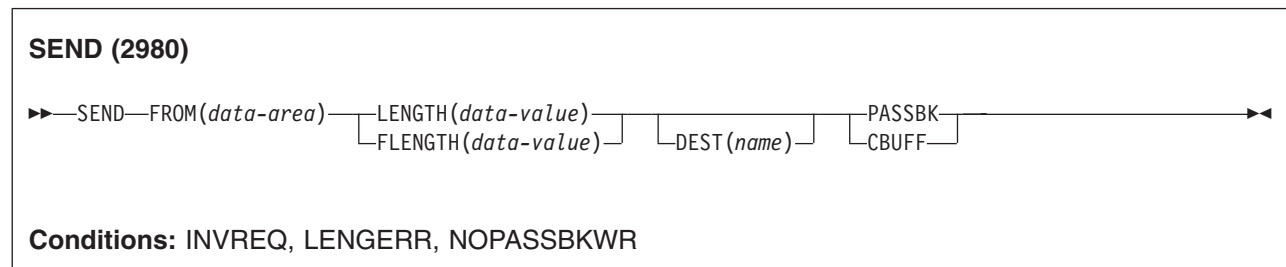 SEND (2980)
SEND FROM(data-area) LENGTH(data-value) PASSBK
FLENGTH(data-value) DEST(name) CBUFF
Conditions: INVREQ, LENGERR, NOPASSBKWR